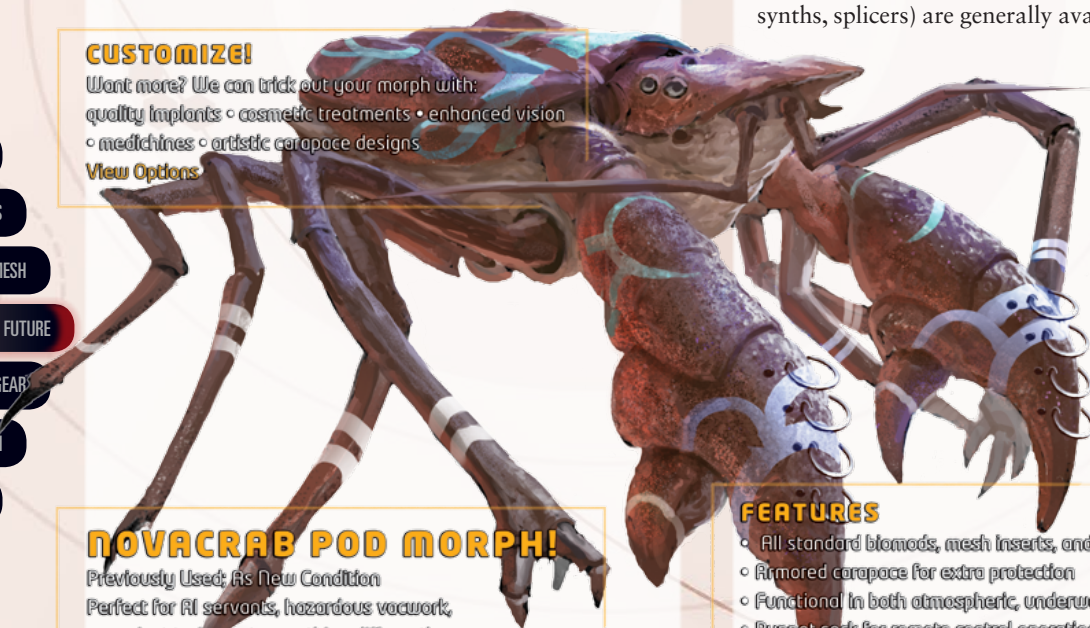 synths, splicers) are generally
CUSTOMIZE!
Want more? We can trick out your morph with:
quality implants • cosmetic treatments • enhanced vision
• medichines • artistic carapace designs
View Options
FUTURE
NOVACRAB POD MORPH!
Previously Used; As New Condition
Perfect for AI servants, hazardous vacwork,
FEATURES
• All standard biomods, mesh inserts, and
• Armored carapace for extra protection
• Functional in both atmospheric,